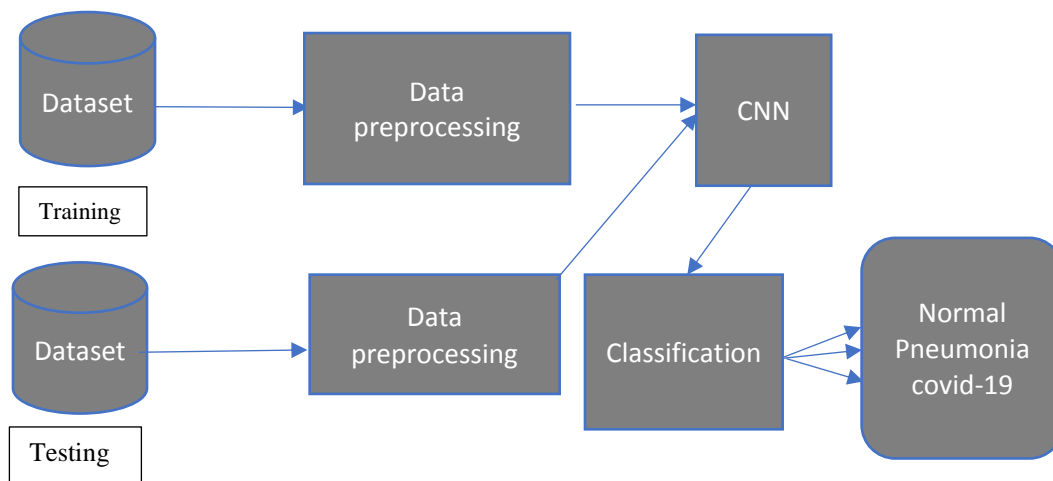 Dataset
Data
preprocessing
CNN
Training
Dataset
Data
preprocessing
Classification
Normal
Pneumonia
covid-19
Testing